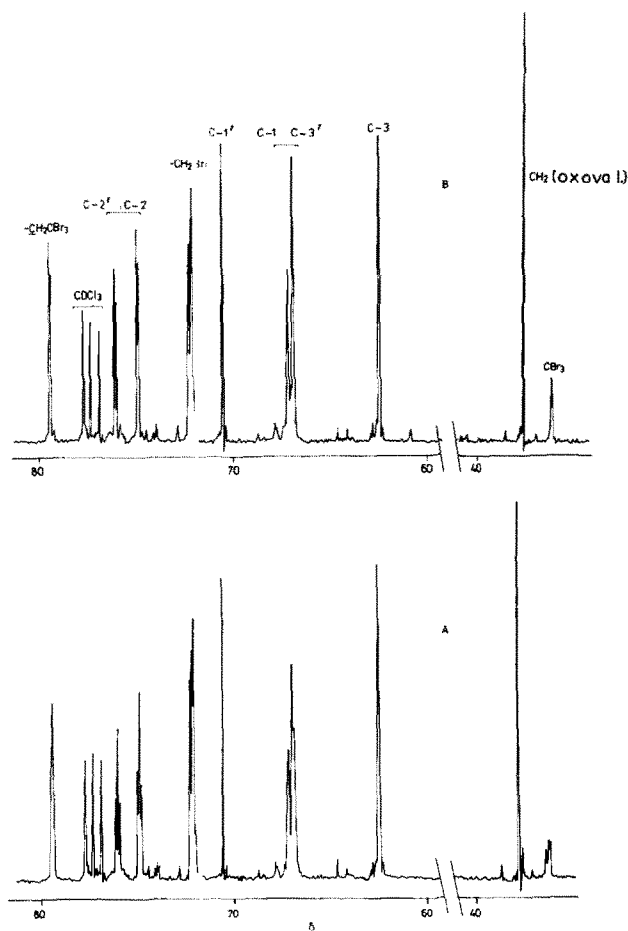 C-1' C-1 C-3' C-3
-CH₂Br
CH₂(oxoval.)
B
C-2' , C-2
-CH₂CBr₃
CDCl₃
CBr₃
80 70 60 40
A
80 70 60 40
δ